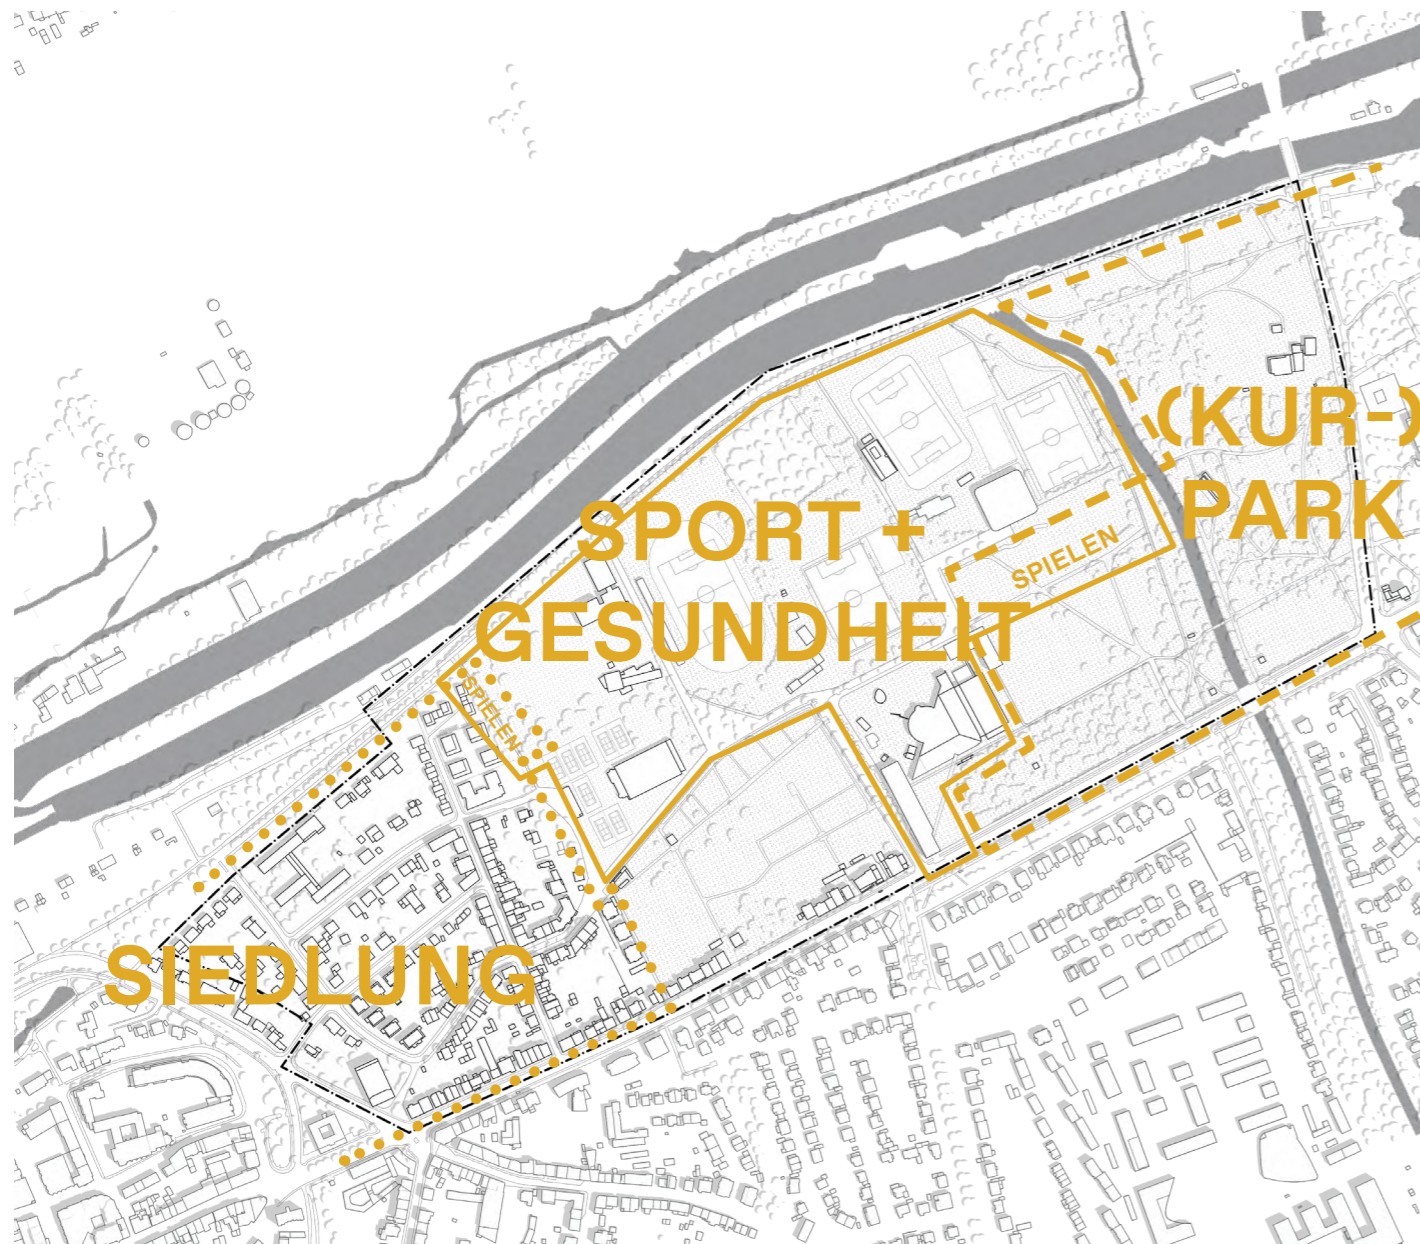 (KUR-)
PARK
SPORT +
GESUNDHEIT
SPIELEN
SPIELEN
SIEDLUNG